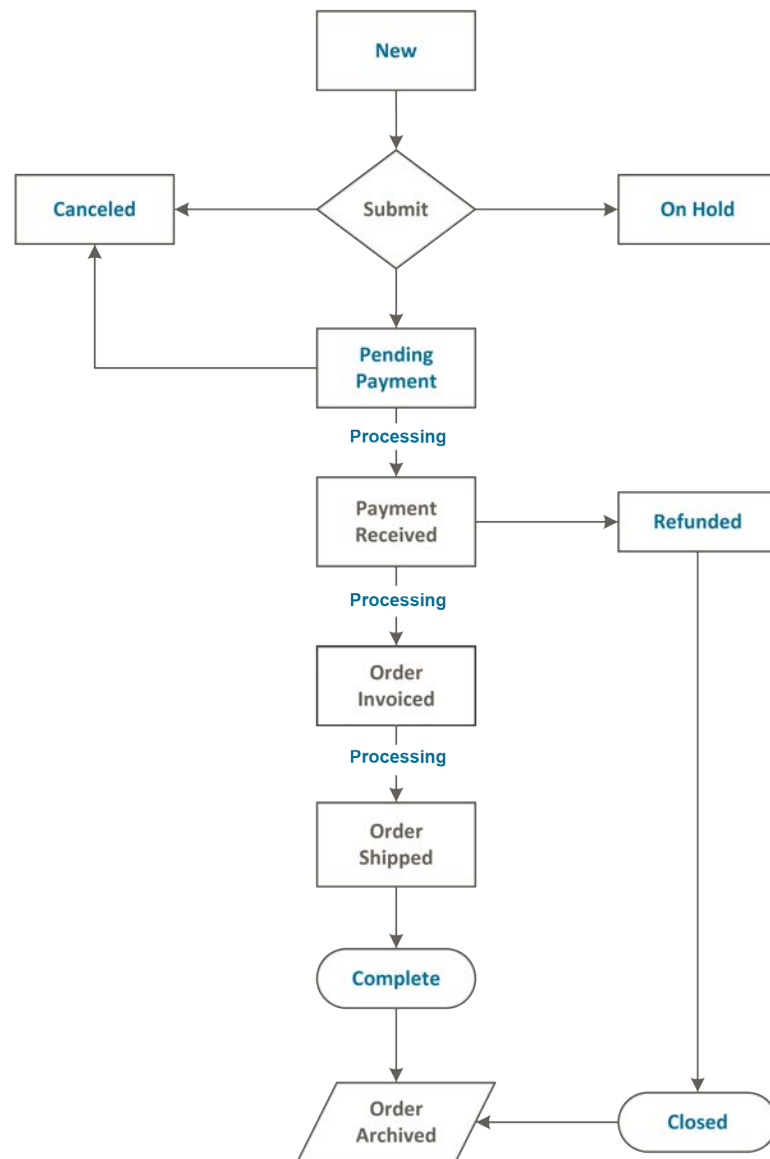 New
Canceled
Submit
On Hold
Pending
Payment
Processing
Payment
Received
Refunded
Processing
Order
Invoiced
Processing
Order
Shipped
Complete
Order
Archived
Closed